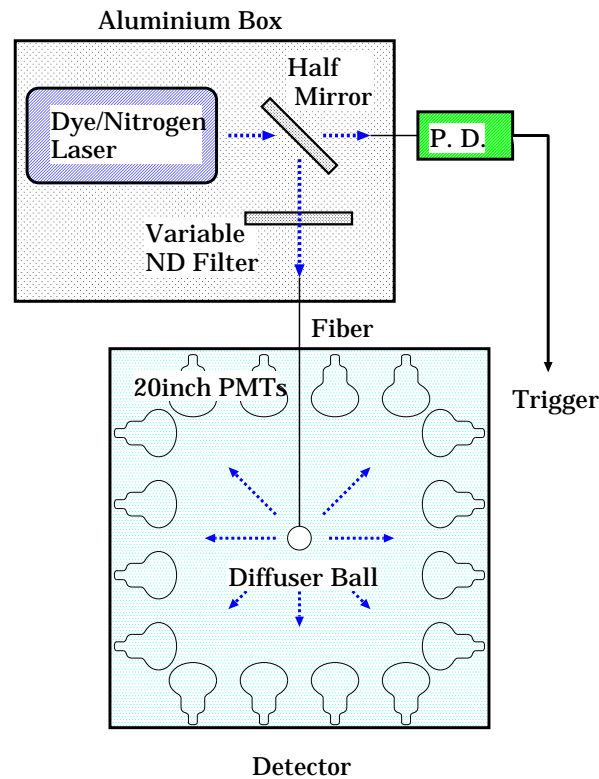 Aluminium Box
Half
Mirror
Dye/Nitrogen
Laser
P. D.
Variable
ND Filter
Fiber
20inch PMTs
Trigger
Diffuser Ball
Detector